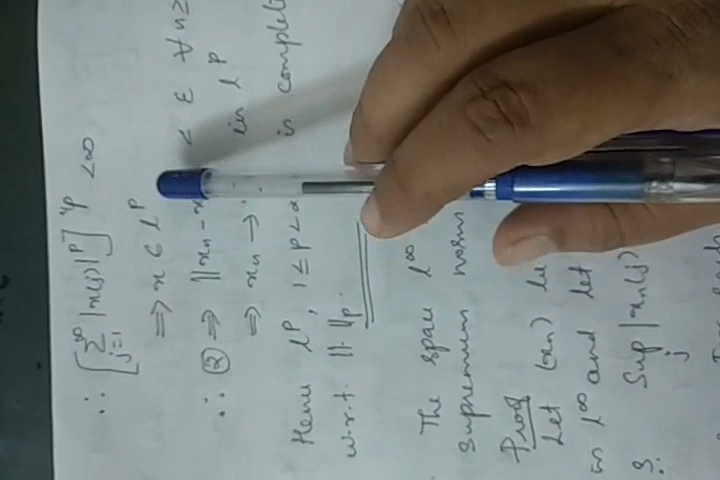 ∴ [∑_{j=1}^{∞} |x(j)|^p]^{1/p} < ∞
⇒ x ∈ l^p
∴ ② ⇒ ||x_n - x < ε ∀ n ≥
⇒ x_n → in l^p
Hence l^p, 1 ≤ p < is complete
w.r.t. ||·||_p.
The space l^∞
supremum norm
Proof
Let (x_n) be
in l^∞ and let
Sup_j |x_n(j)